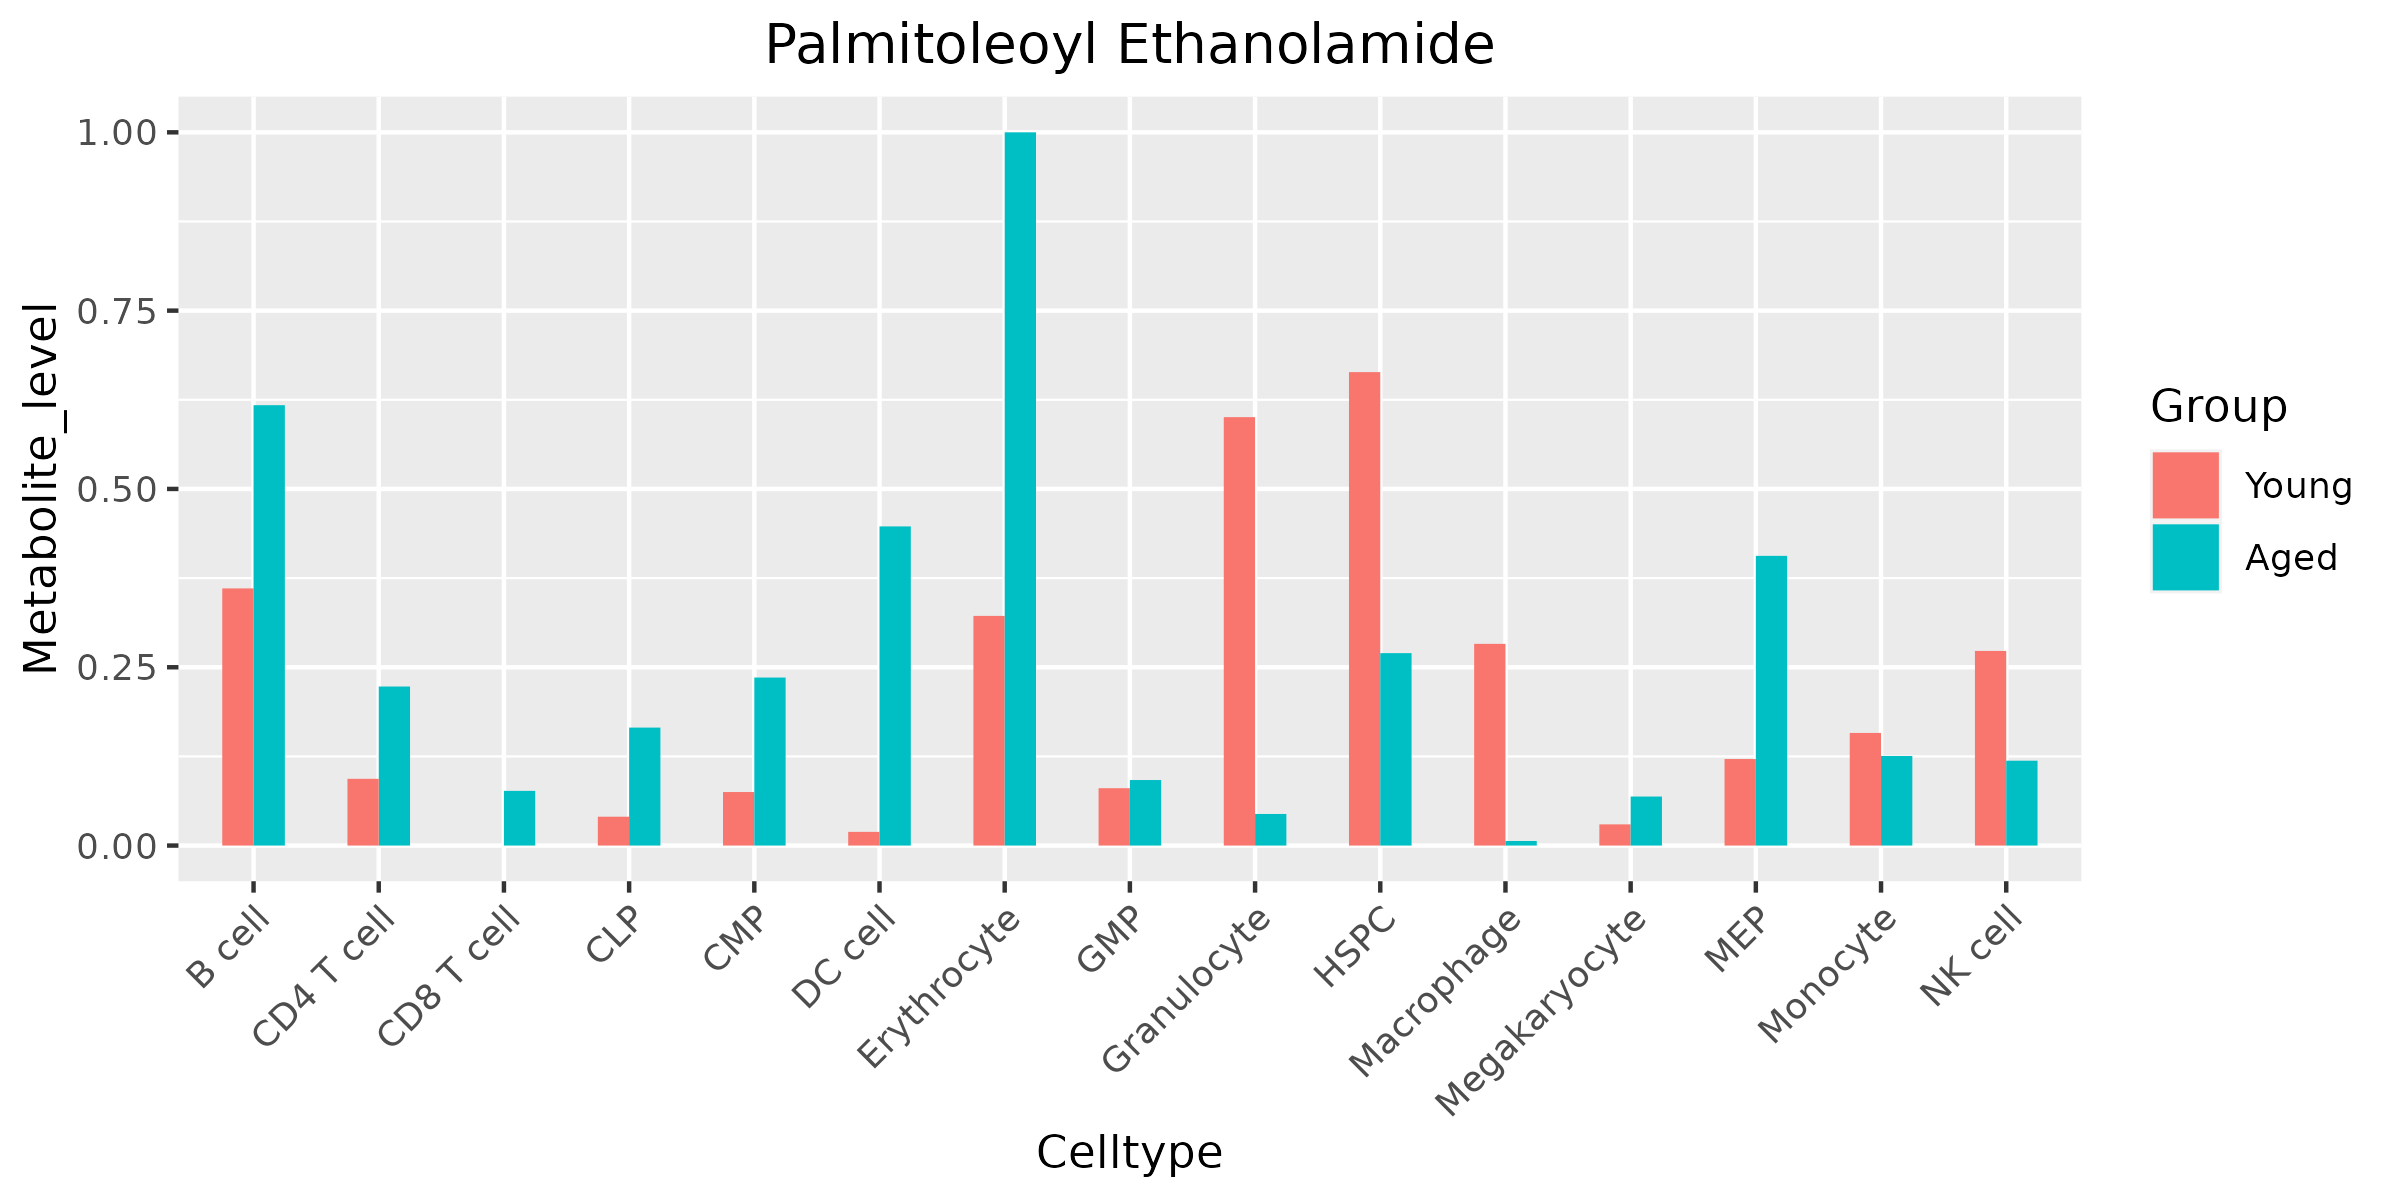 Palmitoleoyl Ethanolamide
Metabolite_level
1.00
0.75
0.50
0.25
0.00
B cell
CD4 T cell
CD8 T cell
CLP
CMP
DC cell
Erythrocyte
GMP
Granulocyte
HSPC
Macrophage
Megakaryocyte
MEP
Monocyte
NK cell
Celltype
Group
Young
Aged